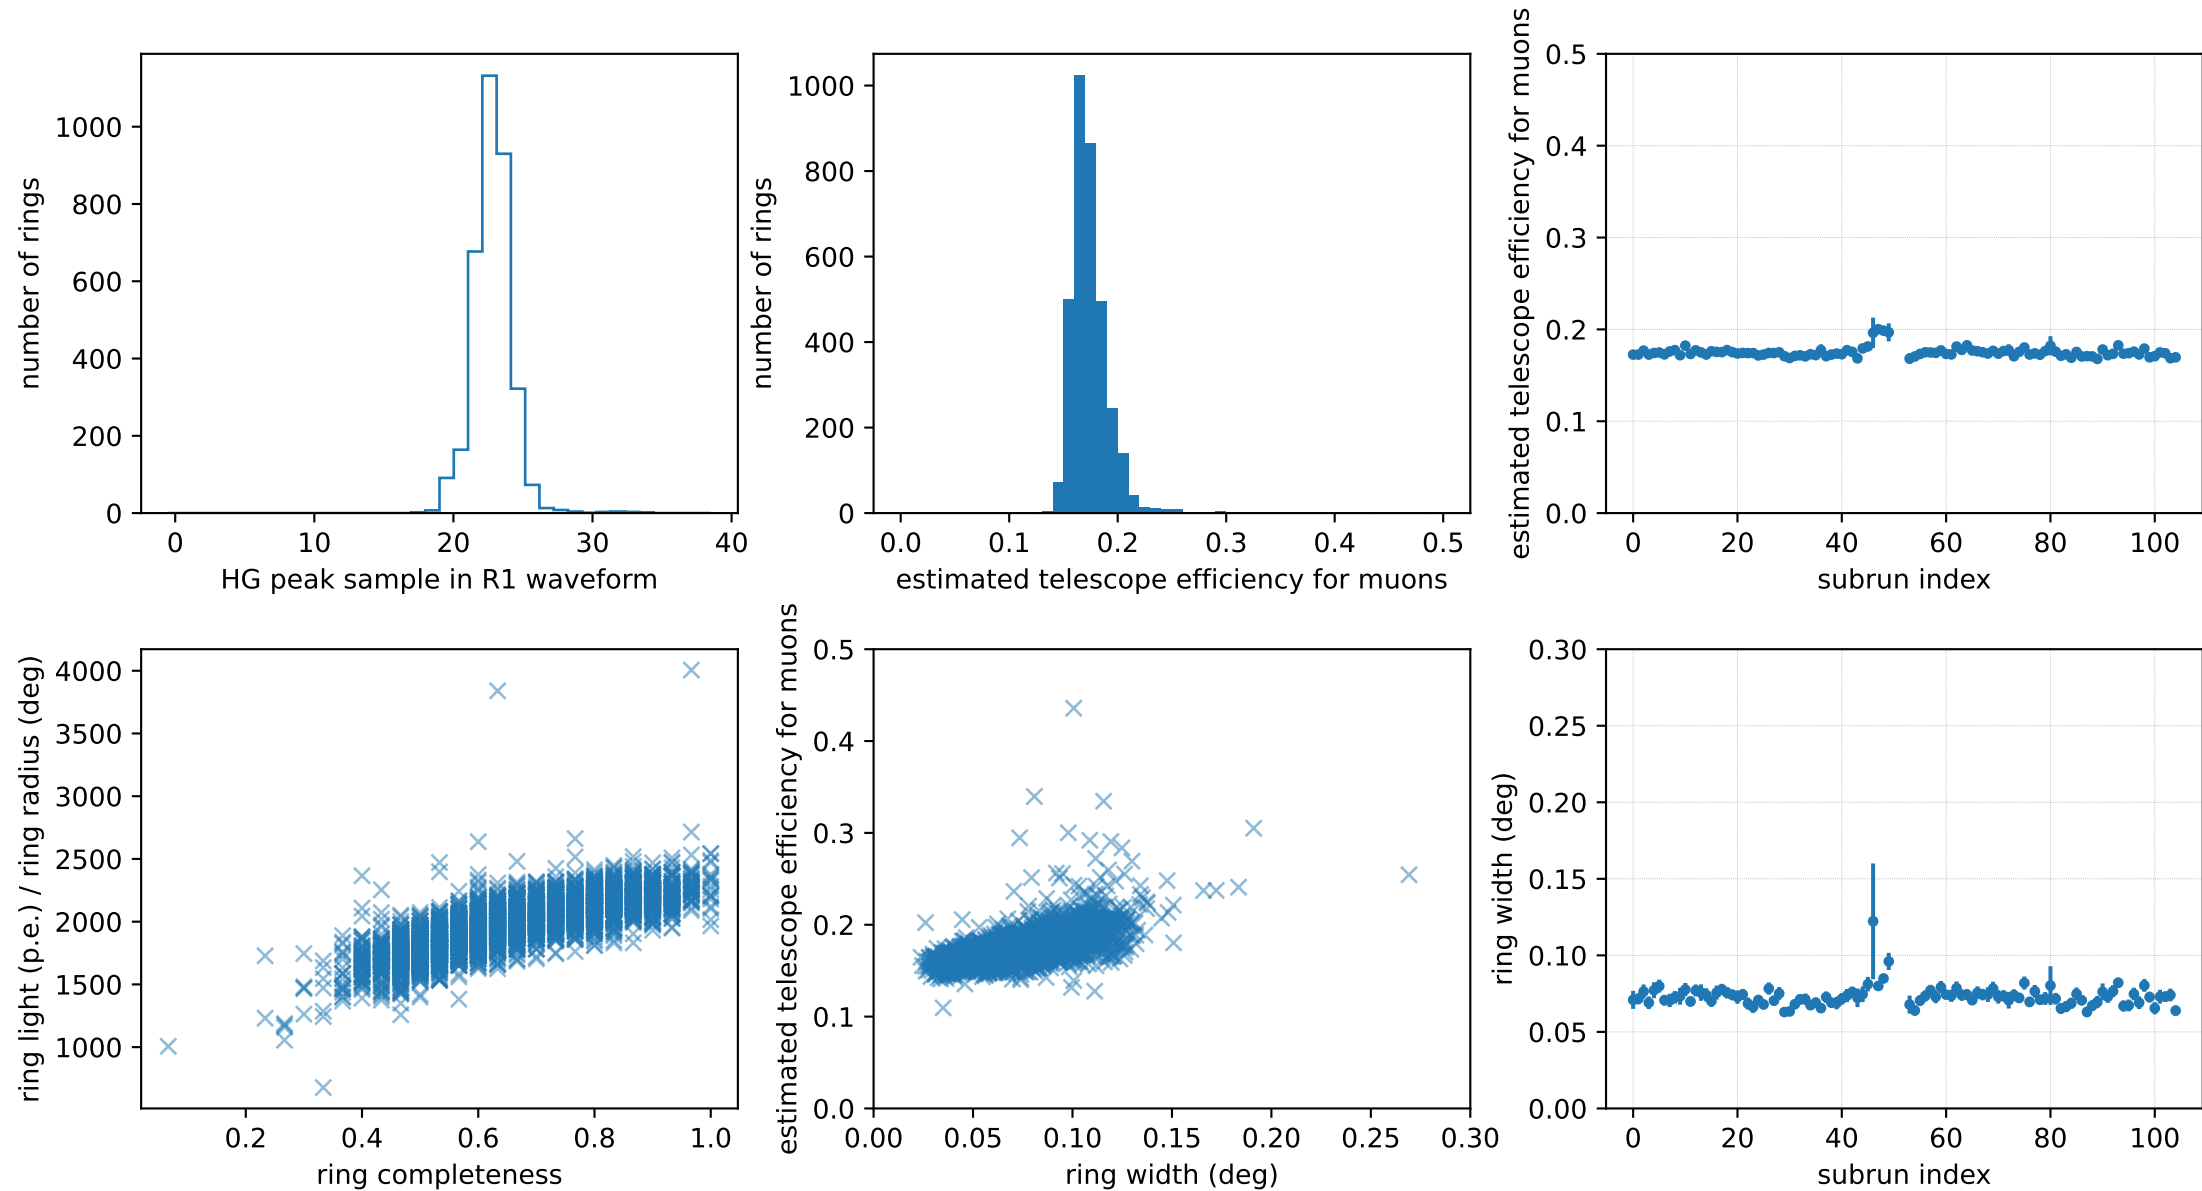 number of rings
1000
800
600
400
200
0
0 10 20 30 40
HG peak sample in R1 waveform
number of rings
1000
800
600
400
200
0
0.0 0.1 0.2 0.3 0.4 0.5
estimated telescope efficiency for muons
estimated telescope efficiency for muons
0.5
0.4
0.3
0.2
0.1
0.0
0 20 40 60 80 100
subrun index
ring light (p.e.) / ring radius (deg)
4000
3500
3000
2500
2000
1500
1000
0.2 0.4 0.6 0.8 1.0
ring completeness
estimated telescope efficiency for muons
0.5
0.4
0.3
0.2
0.1
0.0
0.00 0.05 0.10 0.15 0.20 0.25 0.30
ring width (deg)
ring width (deg)
0.30
0.25
0.20
0.15
0.10
0.05
0.00
0 20 40 60 80 100
subrun index